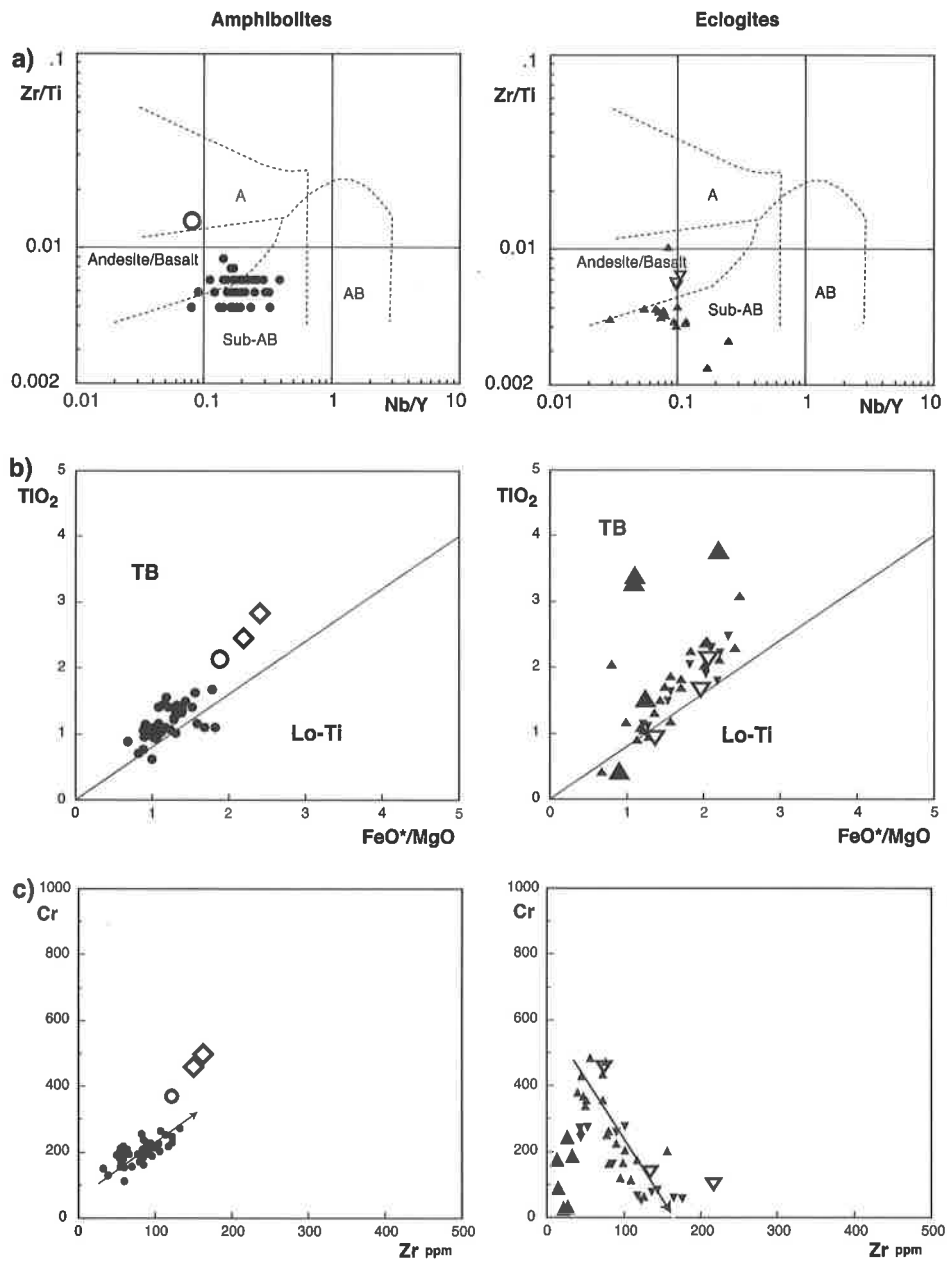 Amphibolites
Eclogites
a)
.1
Zr/Ti
A
0.01
Andesite/Basalt
AB
Sub-AB
0.002
0.01
0.1
1
10
Nb/Y
.1
Zr/Ti
A
0.01
Andesite/Basalt
Sub-AB
AB
0.002
0.01
0.1
1
10
Nb/Y
b)
5
TIO2
4
TB
3
2
1
Lo-Ti
0
0
1
2
3
4
5
FeO*/MgO
5
TIO2
TB
4
3
2
1
Lo-Ti
0
0
1
2
3
4
5
FeO*/MgO
c)
1000
Cr
800
600
400
200
0
0
100
200
300
400
500
Zr ppm
1000
Cr
800
600
400
200
0
0
100
200
300
400
500
Zr ppm